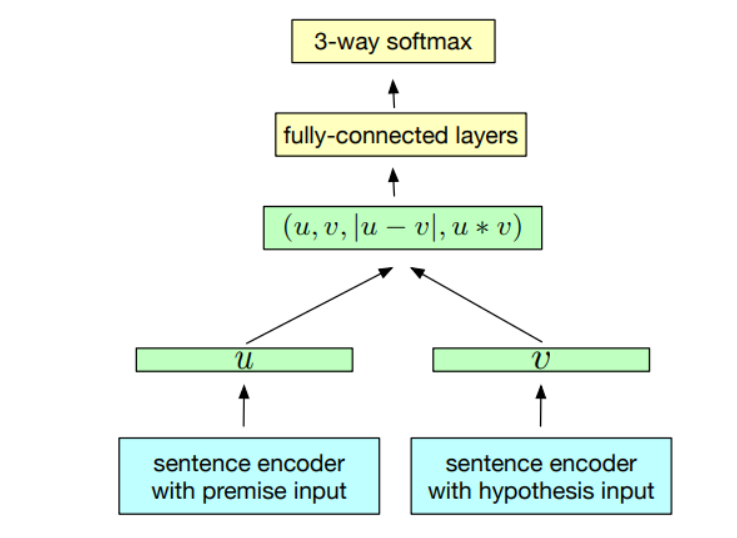 3-way softmax
fully-connected layers
(u, v, |u − v|, u ∗ v)
u
v
sentence encoder
with premise input
sentence encoder
with hypothesis input